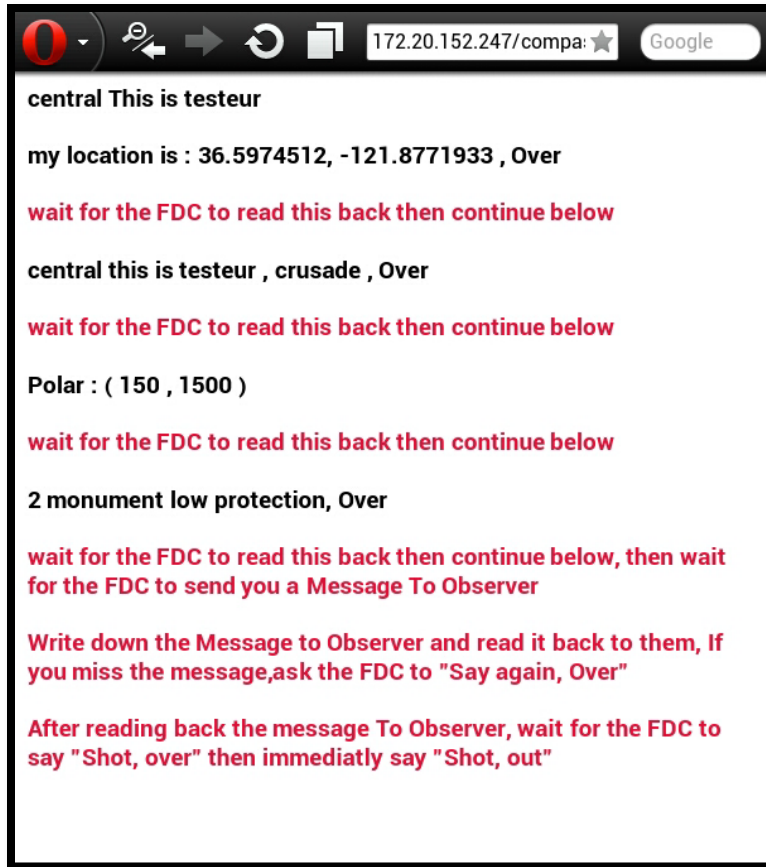 172.20.152.247/compa:
Google
central This is testeur
my location is : 36.5974512, -121.8771933 , Over
wait for the FDC to read this back then continue below
central this is testeur , crusade , Over
wait for the FDC to read this back then continue below
Polar : ( 150 , 1500 )
wait for the FDC to read this back then continue below
2 monument low protection, Over
wait for the FDC to read this back then continue below, then wait
for the FDC to send you a Message To Observer
Write down the Message to Observer and read it back to them, If
you miss the message,ask the FDC to "Say again, Over"
After reading back the message To Observer, wait for the FDC to
say "Shot, over" then immediatly say "Shot, out"